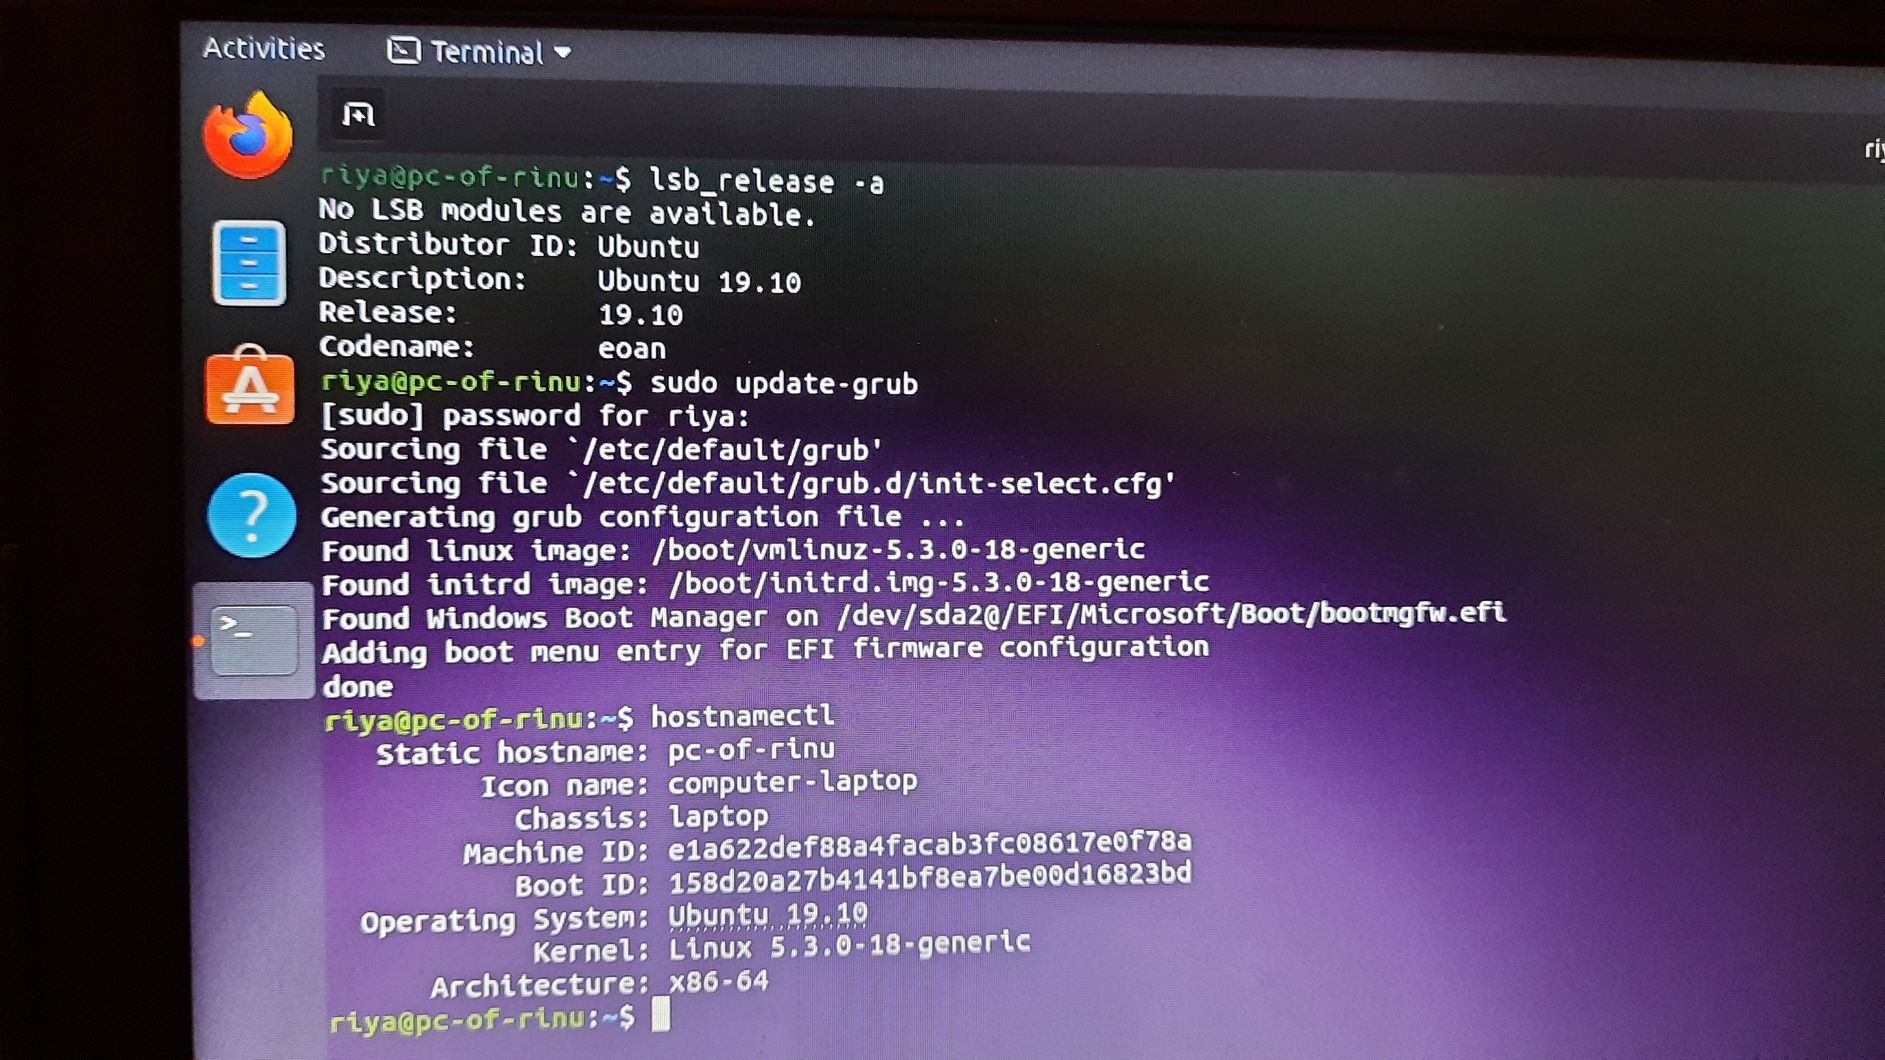 Activities Terminal
riya@pc-of-rinu:~$ lsb_release -a
No LSB modules are available.
Distributor ID: Ubuntu
Description:    Ubuntu 19.10
Release:        19.10
Codename:       eoan
riya@pc-of-rinu:~$ sudo update-grub
[sudo] password for riya:
Sourcing file `/etc/default/grub'
Sourcing file `/etc/default/grub.d/init-select.cfg'
Generating grub configuration file ...
Found linux image: /boot/vmlinuz-5.3.0-18-generic
Found initrd image: /boot/initrd.img-5.3.0-18-generic
Found Windows Boot Manager on /dev/sda2@/EFI/Microsoft/Boot/bootmgfw.efi
Adding boot menu entry for EFI firmware configuration
done
riya@pc-of-rinu:~$ hostnamectl
   Static hostname: pc-of-rinu
         Icon name: computer-laptop
           Chassis: laptop
        Machine ID: e1a622def88a4facab3fc08617e0f78a
           Boot ID: 158d20a27b4141bf8ea7be00d16823bd
  Operating System: Ubuntu 19.10
            Kernel: Linux 5.3.0-18-generic
      Architecture: x86-64
riya@pc-of-rinu:~$